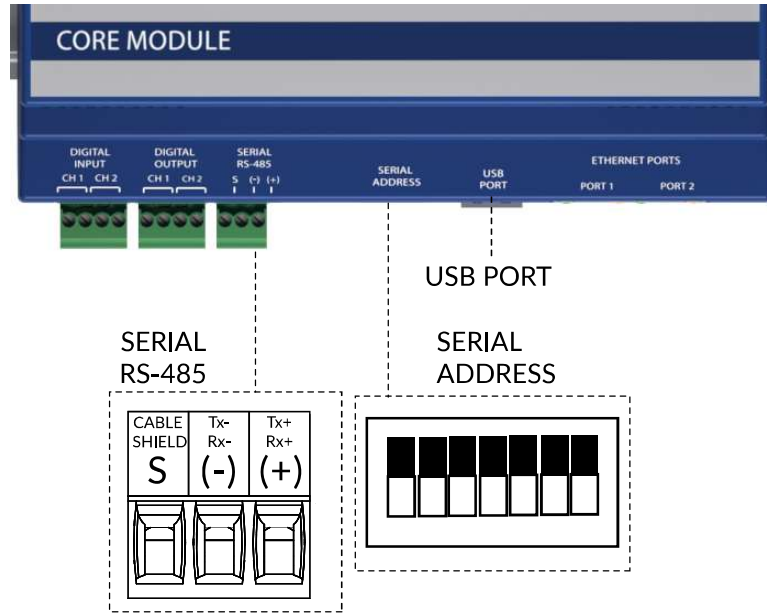 CORE MODULE
DIGITAL
INPUT
CH 1 CH 2
DIGITAL
OUTPUT
CH 1 CH 2
SERIAL
RS-485
S (-) (+)
SERIAL
ADDRESS
USB
PORT
ETHERNET PORTS
PORT 1 PORT 2
USB PORT
SERIAL
RS-485
SERIAL
ADDRESS
CABLE
SHIELD
S
Tx-
Rx-
(-)
Tx+
Rx+
(+)